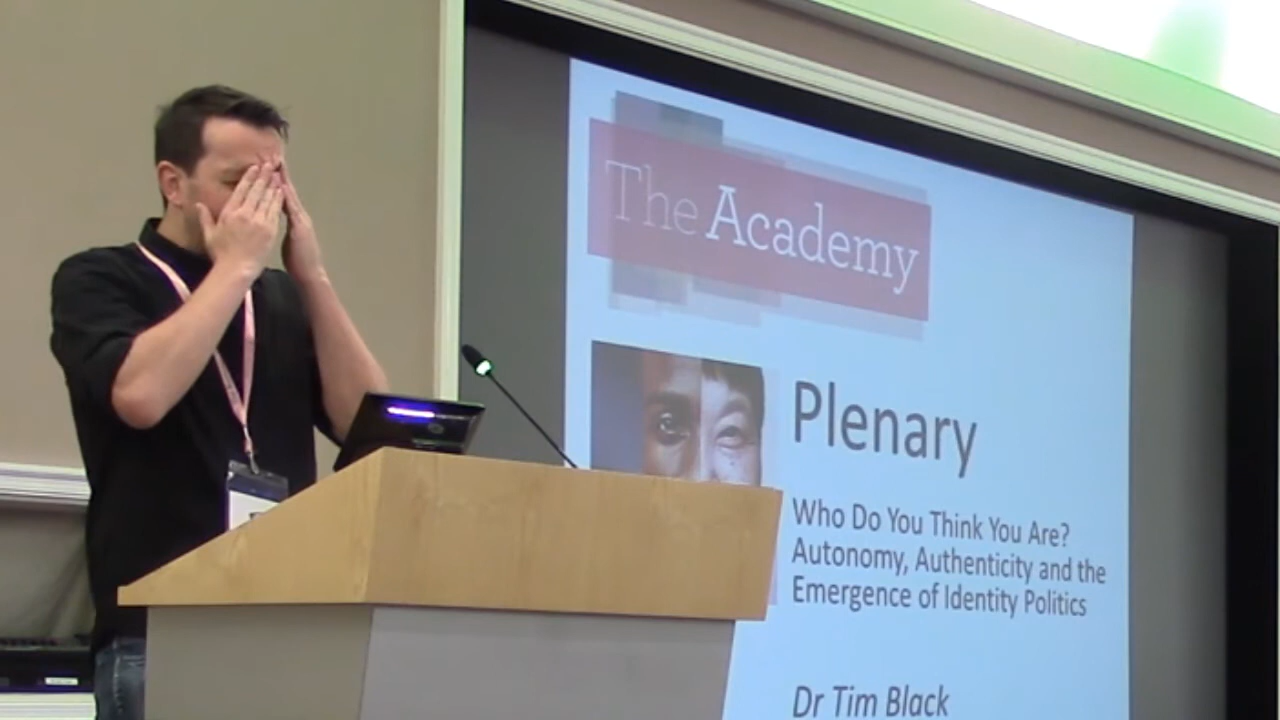 The Academy
Plenary
Who Do You Think You Are?
Autonomy, Authenticity and the
Emergence of Identity Politics
Dr Tim Black